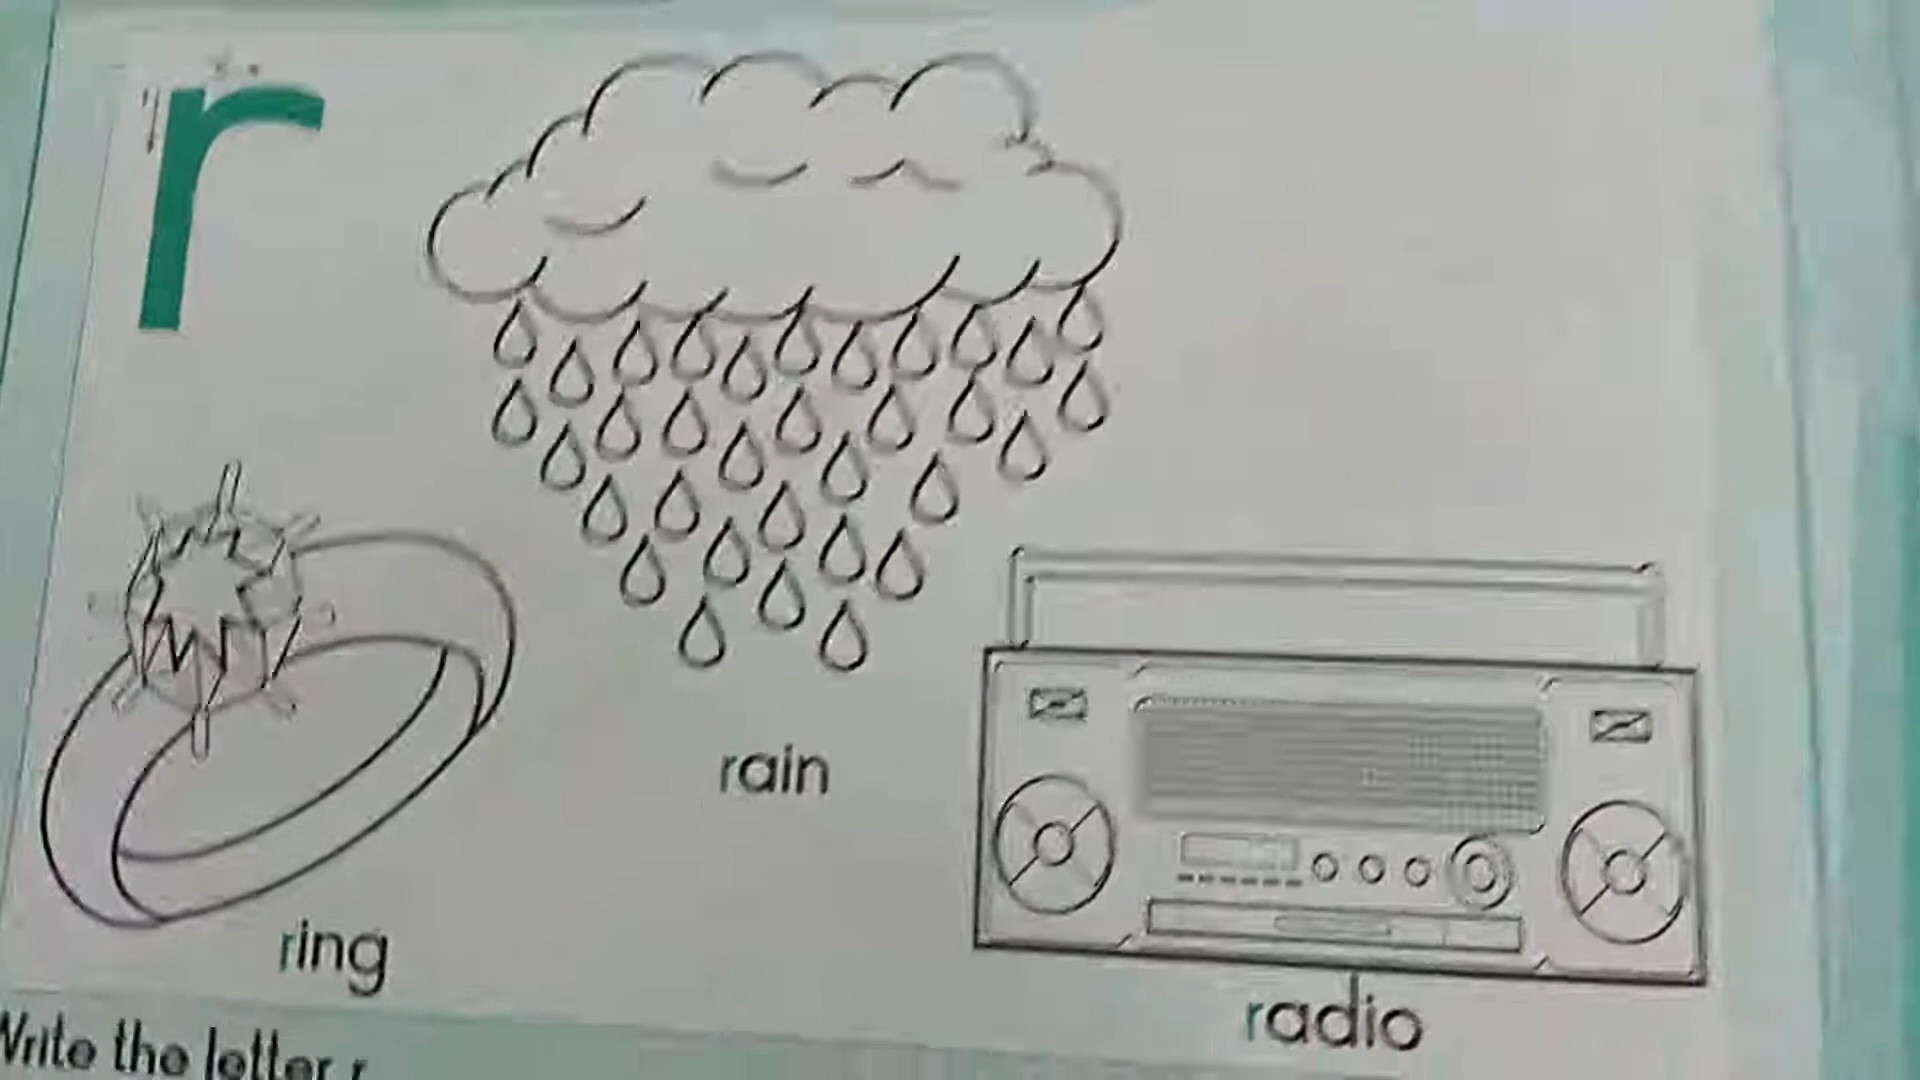 r
rain
ring
radio
Write the letter r